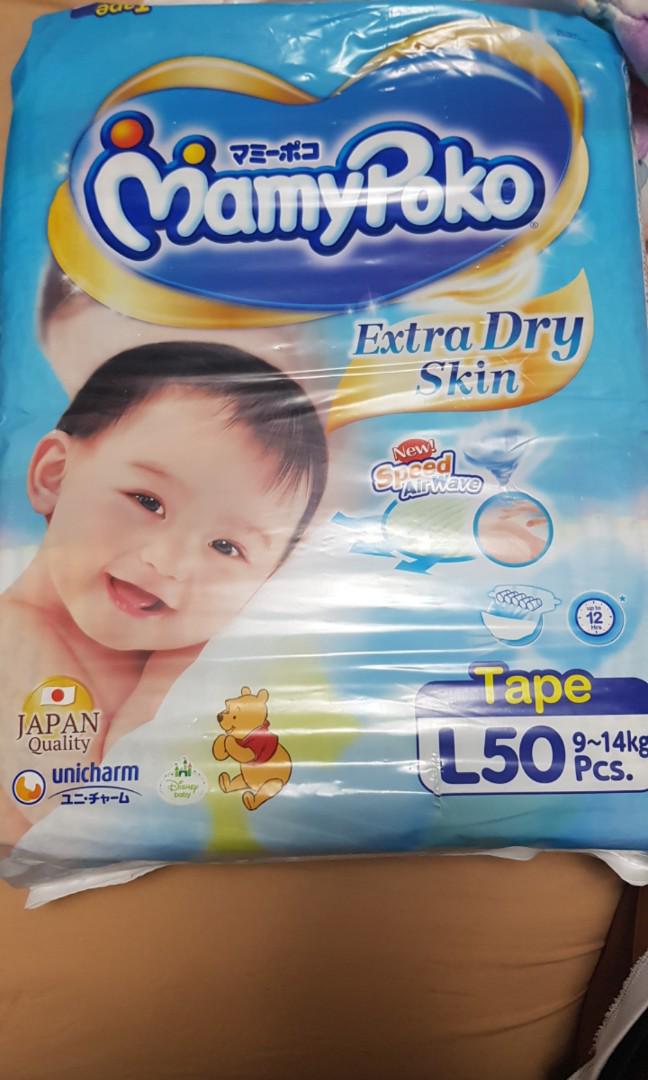 Tape
マミーポコ
MamyPoko
Extra Dry
Skin
New!
Speed
AirWave
up to
12
Hrs
*
Tape
L50 9~14kg
Pcs.
JAPAN
Quality
unicharm
ユニ・チャーム
Disney
baby